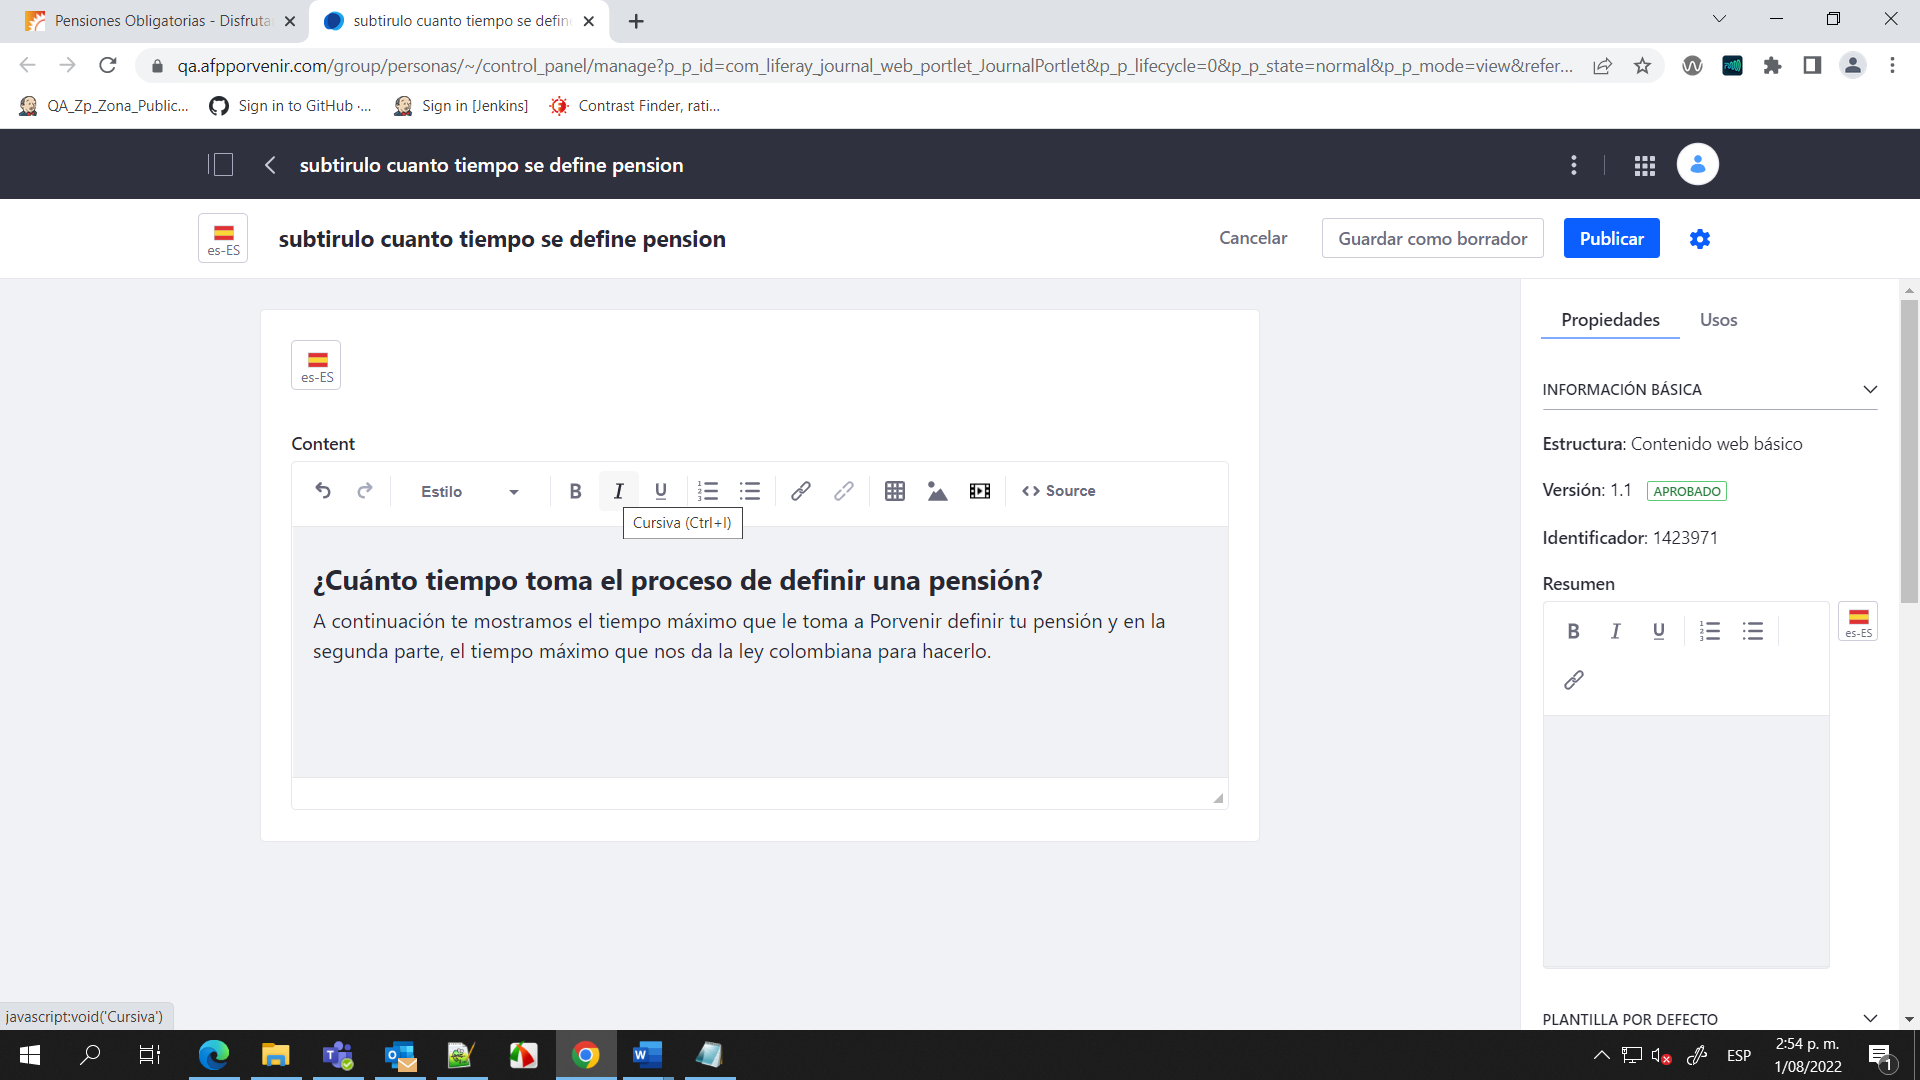 Pensiones Obligatorias - Disfruta
subtirulo cuanto tiempo se defin
qa.afpporvenir.com/group/personas/~/control_panel/manage?p_p_id=com_liferay_journal_web_portlet_JournalPortlet&p_p_lifecycle=0&p_p_state=normal&p_p_mode=view&refer...
QA_Zp_Zona_Public...
Sign in to GitHub ·...
Sign in [Jenkins]
Contrast Finder, rati...
subtirulo cuanto tiempo se define pension
es-ES
subtirulo cuanto tiempo se define pension
Cancelar
Guardar como borrador
Publicar
es-ES
Content
Estilo
B I U
Source
Cursiva (Ctrl+I)
¿Cuánto tiempo toma el proceso de definir una pensión?
A continuación te mostramos el tiempo máximo que le toma a Porvenir definir tu pensión y en la
segunda parte, el tiempo máximo que nos da la ley colombiana para hacerlo.
Propiedades
Usos
INFORMACIÓN BÁSICA
Estructura: Contenido web básico
Versión: 1.1 APROBADO
Identificador: 1423971
Resumen
B I U
es-ES
PLANTILLA POR DEFECTO
javascript:void('Cursiva')
ESP
2:54 p. m.
1/08/2022
1